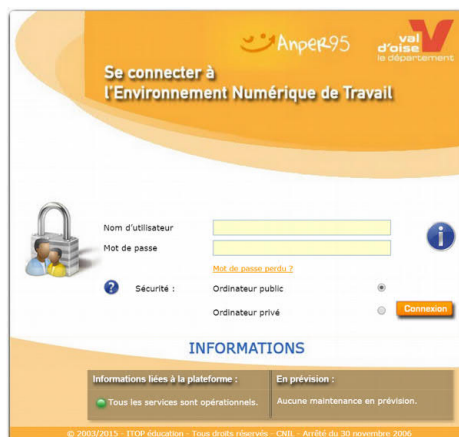 Anper95
val
d'oise
le département
Se connecter à
l'Environnement Numérique de Travail
Nom d'utilisateur
Mot de passe
Mot de passe perdu ?
Sécurité :
Ordinateur public
Ordinateur privé
Connexion
INFORMATIONS
Informations liées à la plateforme :
Tous les services sont opérationnels.
En prévision :
Aucune maintenance en prévision.
© 2003/2015 - ITOP éducation - Tous droits réservés - CNIL - Arrêté du 30 novembre 2006